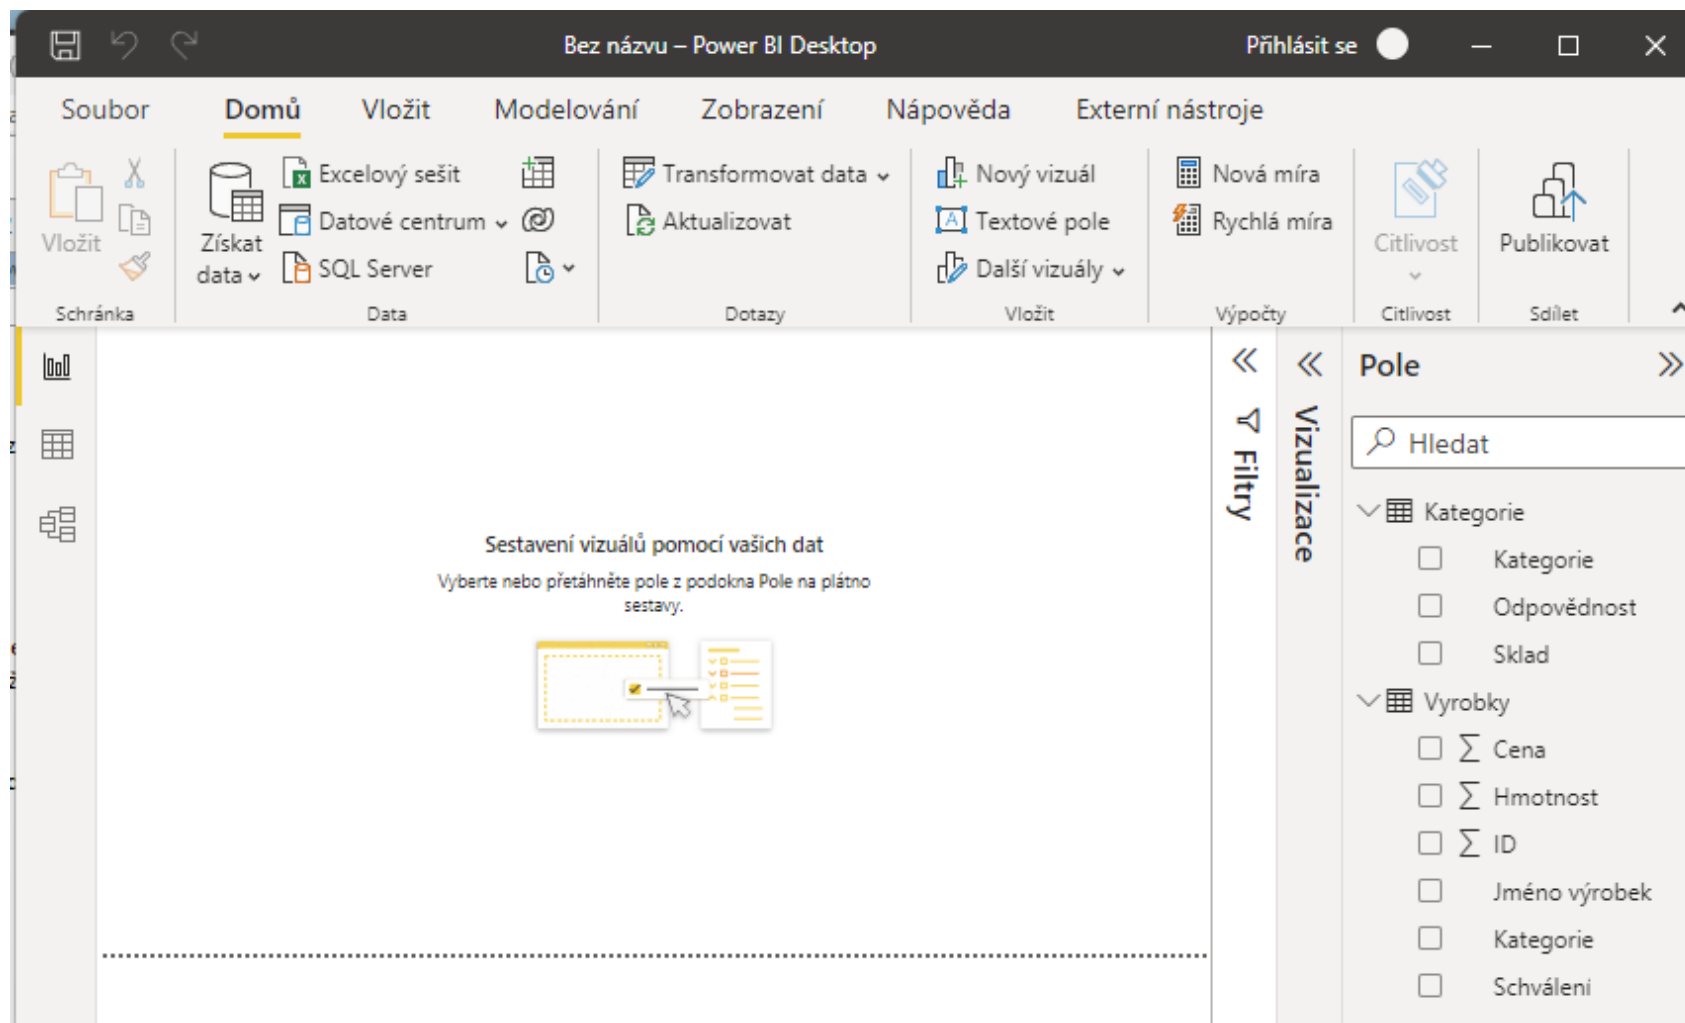 Bez názvu – Power BI Desktop
Přihlásit se
Soubor Domů Vložit Modelování Zobrazení Nápověda Externí nástroje
Vložit
Schránka
Získat data
Excelový sešit
Datové centrum
SQL Server
Data
Transformovat data
Aktualizovat
Dotazy
Nový vizuál
Textové pole
Další vizuály
Vložit
Nová míra
Rychlá míra
Výpočty
Citlivost
Citlivost
Publikovat
Sdílet
Sestavení vizuálů pomocí vašich dat
Vyberte nebo přetáhněte pole z podokna Pole na plátno
sestavy.
Filtry
Vizualizace
Pole
Hledat
Kategorie
Kategorie
Odpovědnost
Sklad
Vyrobky
Σ Cena
Σ Hmotnost
Σ ID
Jméno výrobek
Kategorie
Schválení